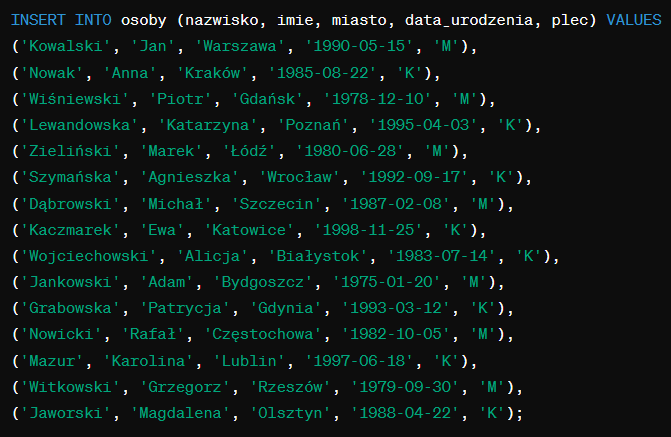 INSERT INTO osoby (nazwisko, imie, miasto, data_urodzenia, plec) VALUES
('Kowalski', 'Jan', 'Warszawa', '1990-05-15', 'M'),
('Nowak', 'Anna', 'Kraków', '1985-08-22', 'K'),
('Wiśniewski', 'Piotr', 'Gdańsk', '1978-12-10', 'M'),
('Lewandowska', 'Katarzyna', 'Poznań', '1995-04-03', 'K'),
('Zieliński', 'Marek', 'Łódź', '1980-06-28', 'M'),
('Szymańska', 'Agnieszka', 'Wrocław', '1992-09-17', 'K'),
('Dąbrowski', 'Michał', 'Szczecin', '1987-02-08', 'M'),
('Kaczmarek', 'Ewa', 'Katowice', '1998-11-25', 'K'),
('Wojciechowski', 'Alicja', 'Białystok', '1983-07-14', 'K'),
('Jankowski', 'Adam', 'Bydgoszcz', '1975-01-20', 'M'),
('Grabowska', 'Patrycja', 'Gdynia', '1993-03-12', 'K'),
('Nowicki', 'Rafał', 'Częstochowa', '1982-10-05', 'M'),
('Mazur', 'Karolina', 'Lublin', '1997-06-18', 'K'),
('Witkowski', 'Grzegorz', 'Rzeszów', '1979-09-30', 'M'),
('Jaworski', 'Magdalena', 'Olsztyn', '1988-04-22', 'K');